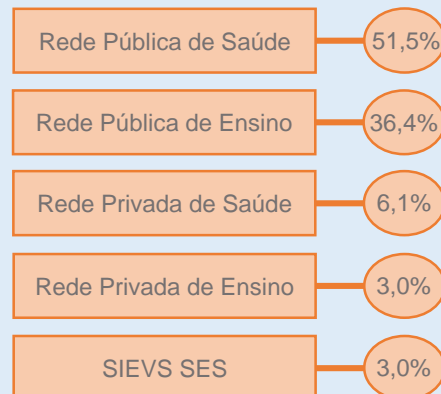 Rede Pública de Saúde 51,5%
Rede Pública de Ensino 36,4%
Rede Privada de Saúde 6,1%
Rede Privada de Ensino 3,0%
SIEVS SES 3,0%